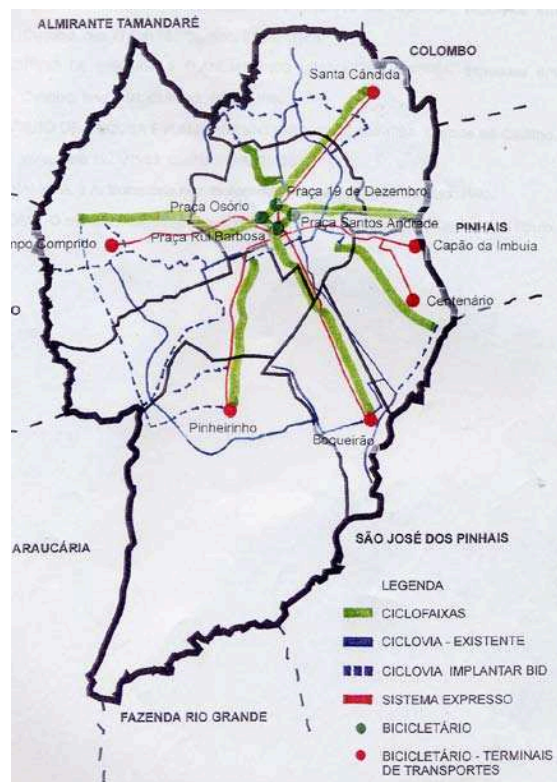 ALMIRANTE TAMANDARÉ
COLOMBO
Santa Cândida
Praça 19 de Dezembro
Praça Osório
Praça Santos Andrade
PINHAIS
mpo Comprido
Praça Rui Barbosa
Capão da Imbuia
Centenário
O
Pinheirinho
Boqueirão
ARAUCÁRIA
SÃO JOSÉ DOS PINHAIS
LEGENDA
CICLOFAIXAS
CICLOVIA - EXISTENTE
CICLOVIA IMPLANTAR BID
SISTEMA EXPRESSO
BICICLETÁRIO
BICICLETÁRIO - TERMINAIS
DE TRANSPORTES
FAZENDA RIO GRANDE